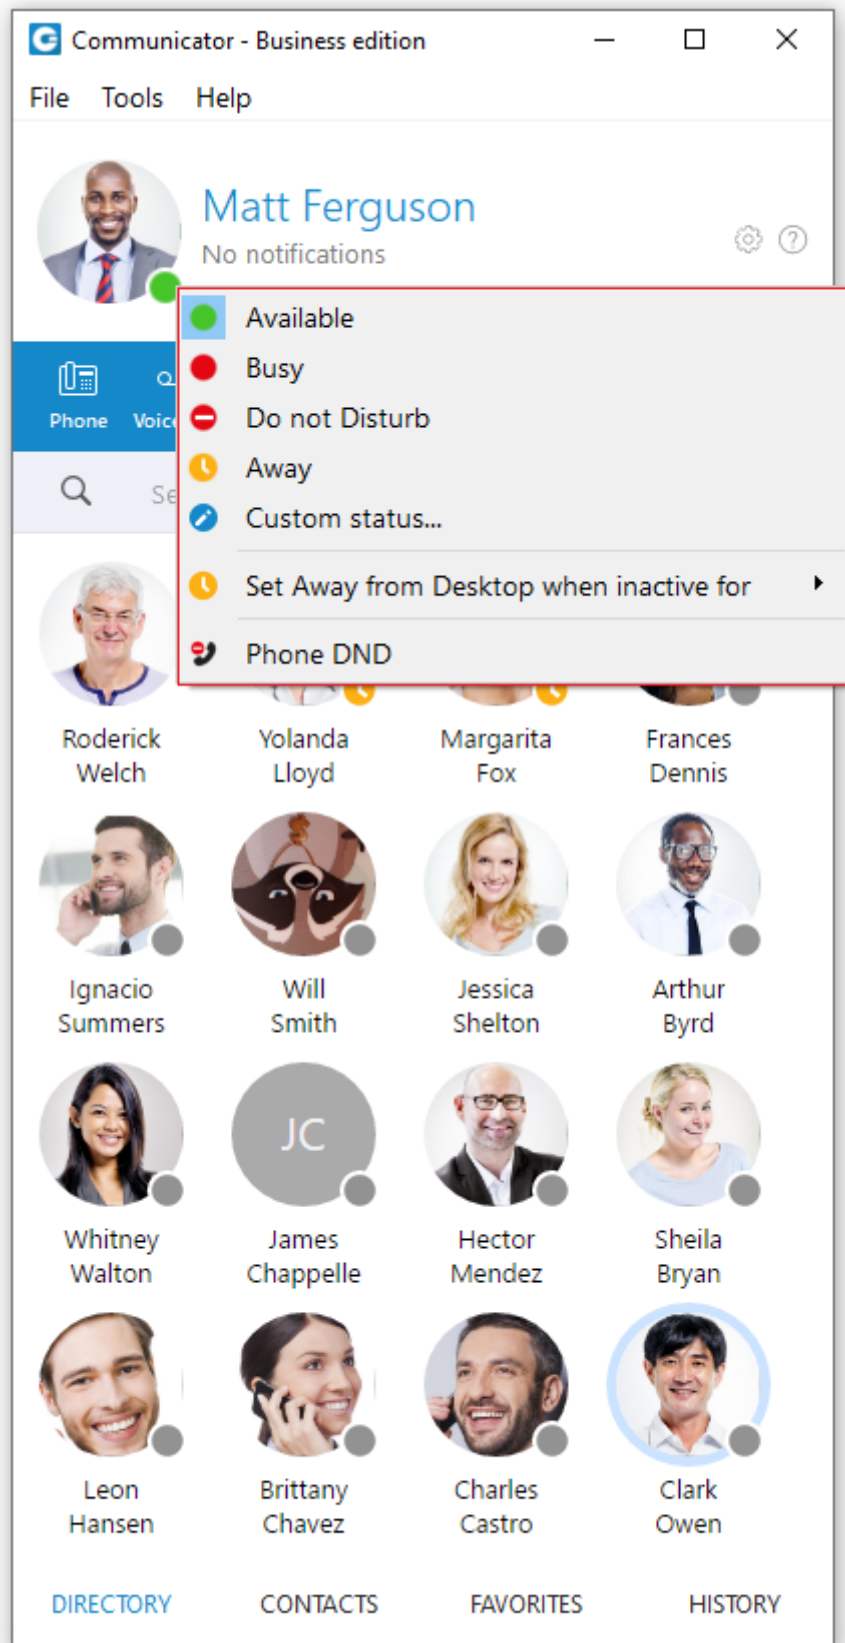 Communicator - Business edition
File Tools Help
Matt Ferguson
No notifications
Available
Busy
Do not Disturb
Away
Custom status...
Set Away from Desktop when inactive for
Phone DND
Phone
Roderick
Welch
Yolanda
Lloyd
Margarita
Fox
Frances
Dennis
Ignacio
Summers
Will
Smith
Jessica
Shelton
Arthur
Byrd
Whitney
Walton
JC
James
Chappelle
Hector
Mendez
Sheila
Bryan
Leon
Hansen
Brittany
Chavez
Charles
Castro
Clark
Owen
DIRECTORY CONTACTS FAVORITES HISTORY